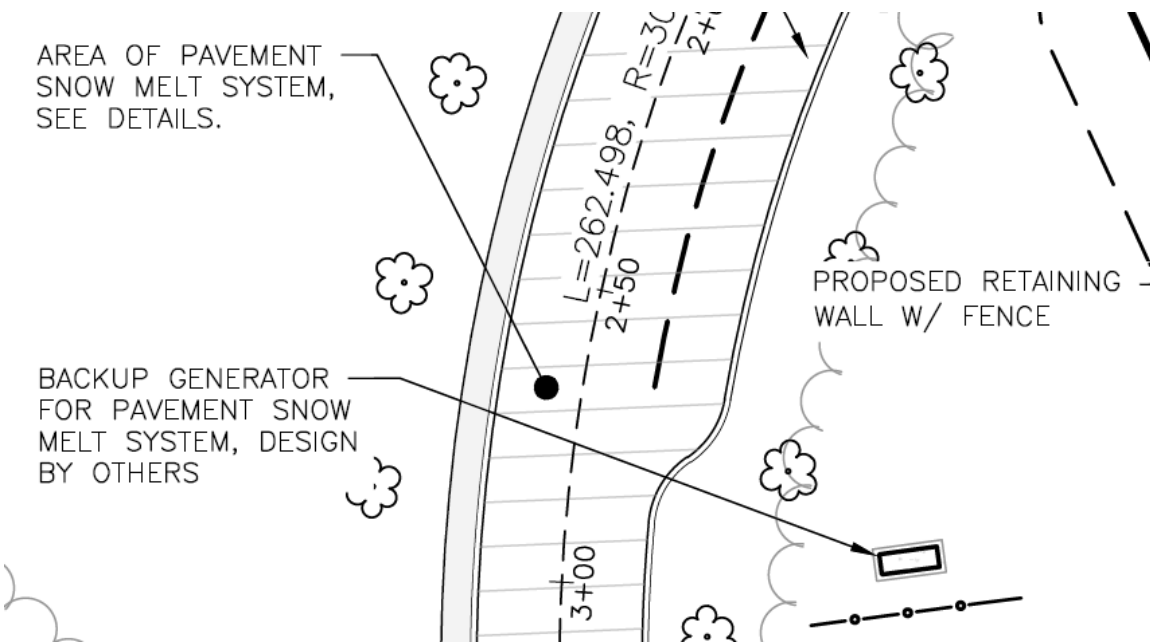 AREA OF PAVEMENT
SNOW MELT SYSTEM,
SEE DETAILS.
L=262.498,
2+50
PROPOSED RETAINING
WALL W/ FENCE
BACKUP GENERATOR
FOR PAVEMENT SNOW
MELT SYSTEM, DESIGN
BY OTHERS
3+00